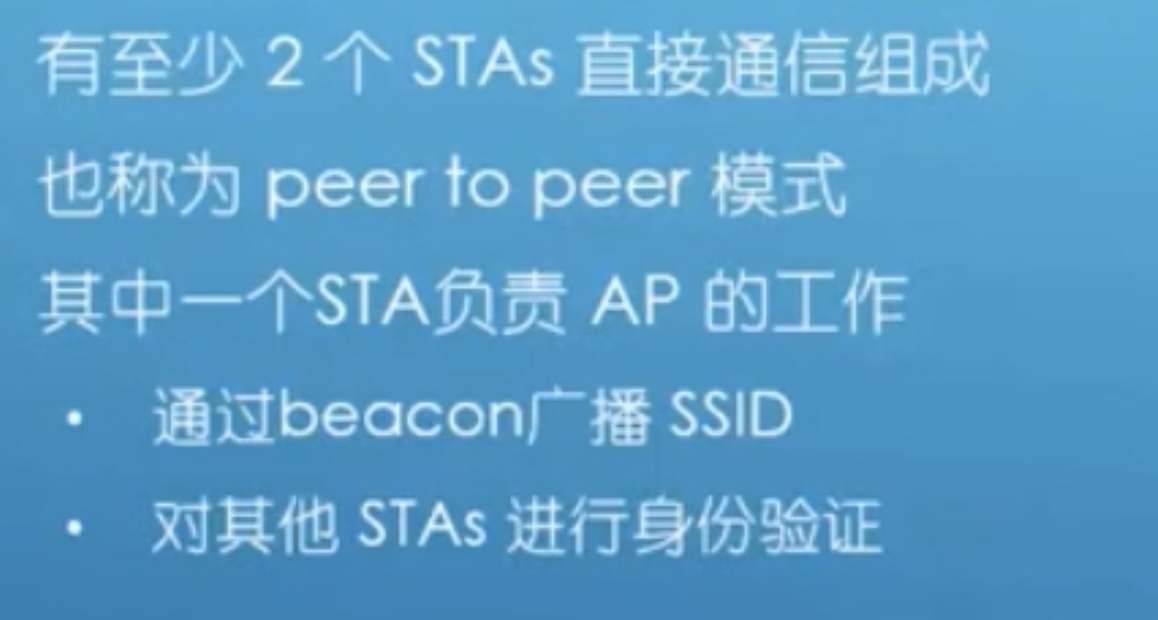 有至少 2 个 STAs 直接通信组成
也称为 peer to peer 模式
其中一个STA负责 AP 的工作
• 通过beacon广播 SSID
• 对其他 STAs 进行身份验证